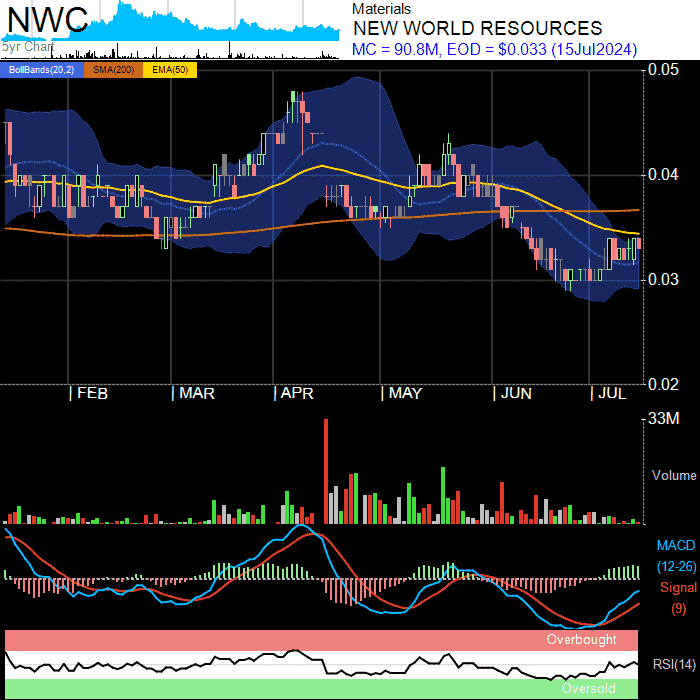 NWC
5yr Chart
Materials
NEW WORLD RESOURCES
MC = 90.8M, EOD = $0.033 (15Jul2024)
BollBands(20,2) SMA(200) EMA(50)
0.05
0.04
0.03
0.02
| FEB | MAR | APR | MAY | JUN | JUL
33M
Volume
MACD
(12-26)
Signal
(9)
Overbought
RSI(14)
Oversold